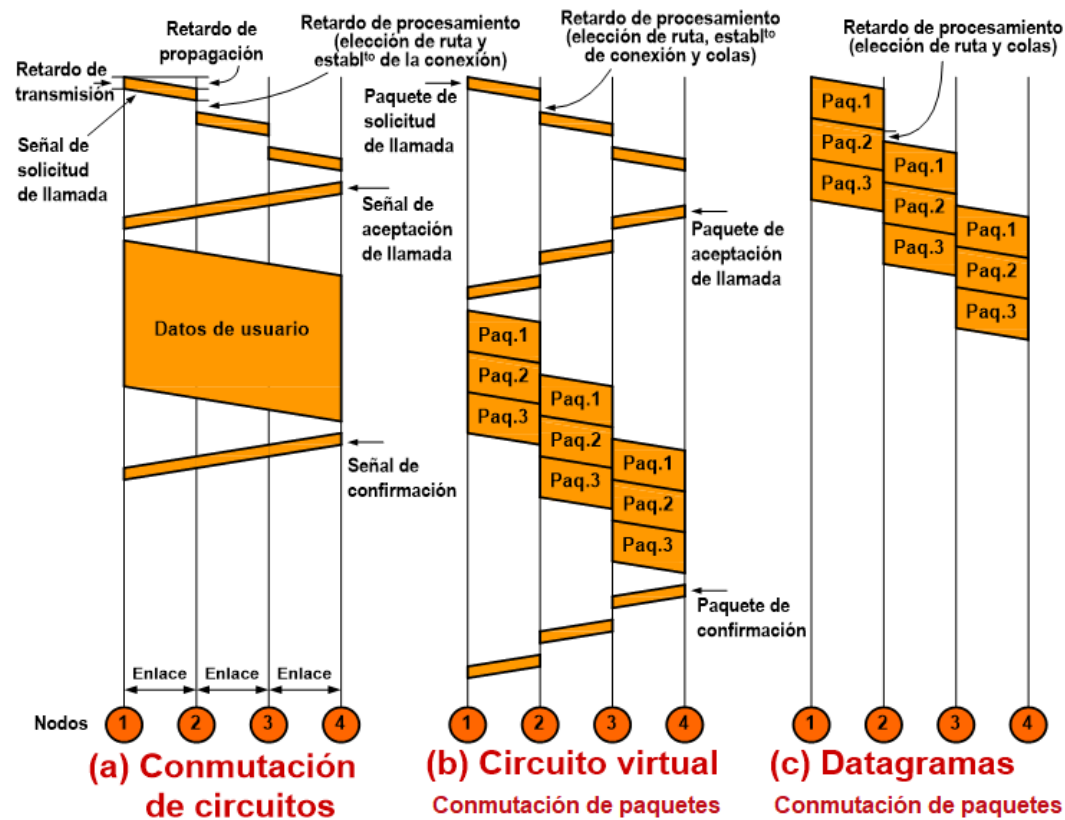 Retardo de
propagación
Retardo de procesamiento
(elección de ruta y
establᵗᵒ de la conexión)
Retardo de
transmisión
Señal de
solicitud
de llamada
Señal de
aceptación
de llamada
Datos de usuario
Señal de
confirmación
Enlace
Enlace
Enlace
Nodos
1
2
3
4
(a) Conmutación
de circuitos
Retardo de procesamiento
(elección de ruta, establᵗᵒ
de conexión y colas)
Paquete de
solicitud
de llamada
Paquete de
aceptación
de llamada
Paq.1
Paq.2
Paq.3
Paq.1
Paq.2
Paq.3
Paq.1
Paq.2
Paq.3
Paquete de
confirmación
1
2
3
4
(b) Circuito virtual
Conmutación de paquetes
Retardo de procesamiento
(elección de ruta y colas)
Paq.1
Paq.2
Paq.3
Paq.1
Paq.2
Paq.3
Paq.1
Paq.2
Paq.3
1
2
3
4
(c) Datagramas
Conmutación de paquetes